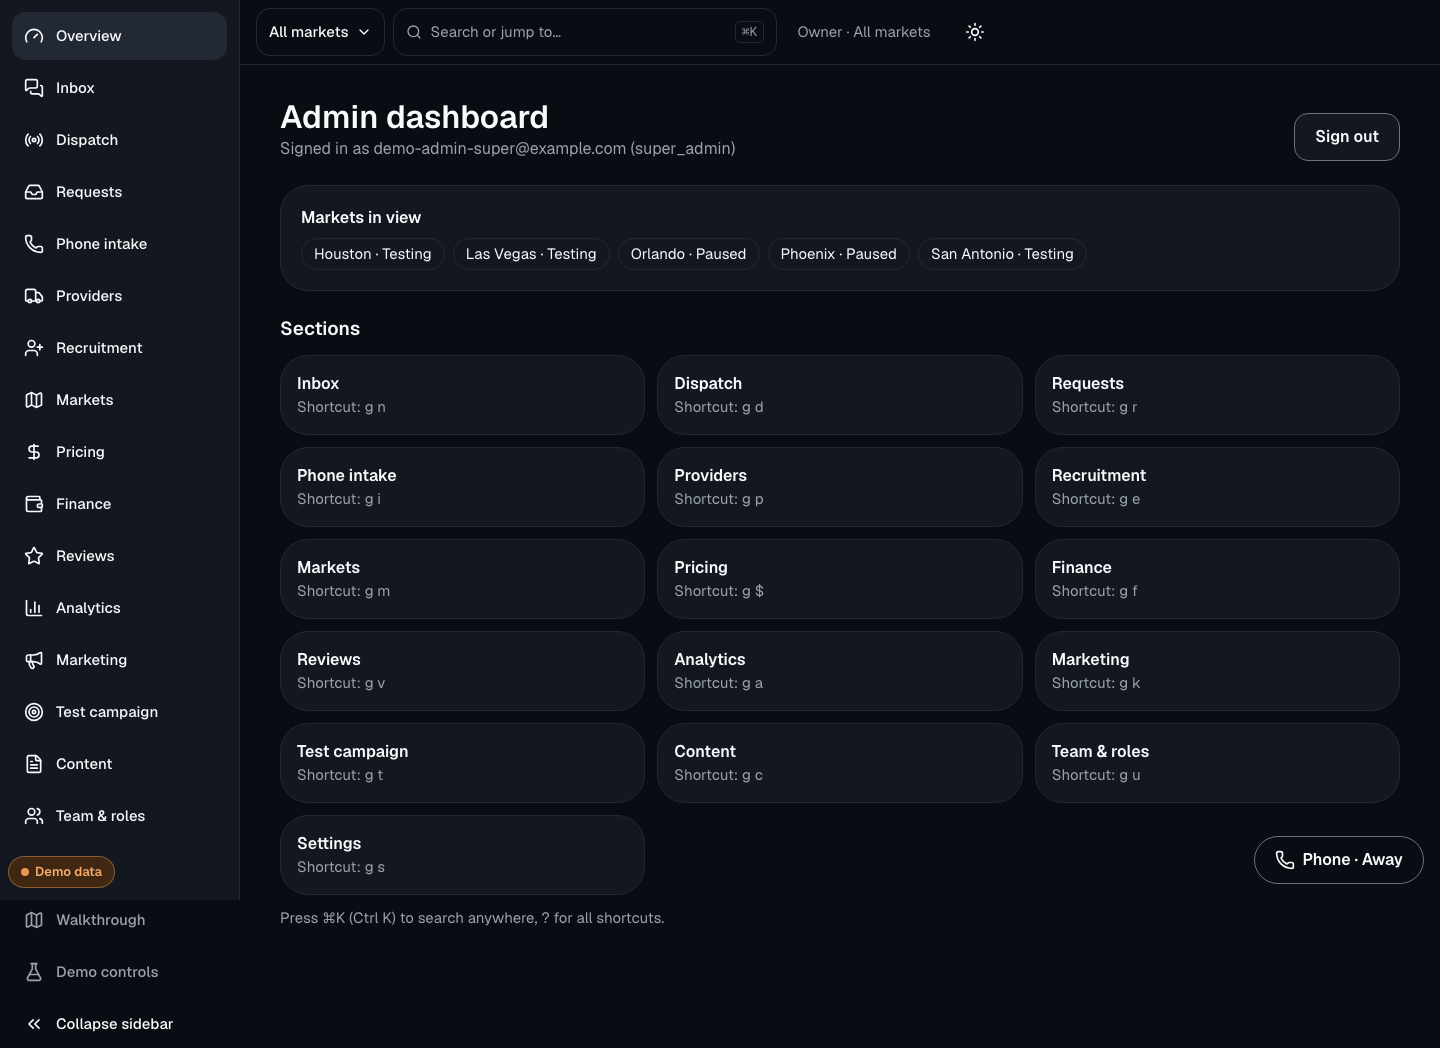 Overview
Inbox
Dispatch
Requests
Phone intake
Providers
Recruitment
Markets
Pricing
Finance
Reviews
Analytics
Marketing
Test campaign
Content
Team & roles
Demo data
Walkthrough
Demo controls
Collapse sidebar
All markets
Search or jump to...
⌘K
Owner · All markets
Admin dashboard
Signed in as demo-admin-super@example.com (super_admin)
Sign out
Markets in view
Houston · Testing
Las Vegas · Testing
Orlando · Paused
Phoenix · Paused
San Antonio · Testing
Sections
Inbox
Shortcut: g n
Dispatch
Shortcut: g d
Requests
Shortcut: g r
Phone intake
Shortcut: g i
Providers
Shortcut: g p
Recruitment
Shortcut: g e
Markets
Shortcut: g m
Pricing
Shortcut: g $
Finance
Shortcut: g f
Reviews
Shortcut: g v
Analytics
Shortcut: g a
Marketing
Shortcut: g k
Test campaign
Shortcut: g t
Content
Shortcut: g c
Team & roles
Shortcut: g u
Settings
Shortcut: g s
Phone · Away
Press ⌘K (Ctrl K) to search anywhere, ? for all shortcuts.